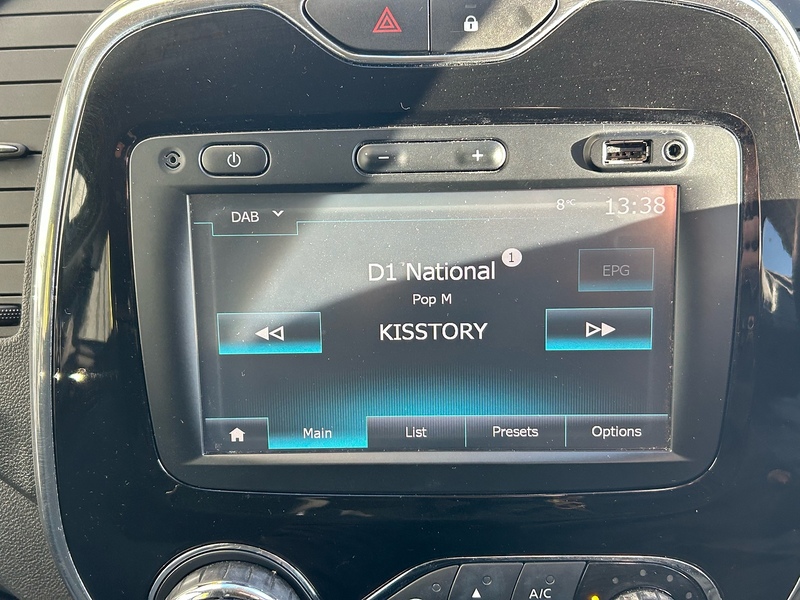 DAB
8°C 13:38
D1 National 1
EPG
Pop M
KISSTORY
Main List Presets Options
A/C